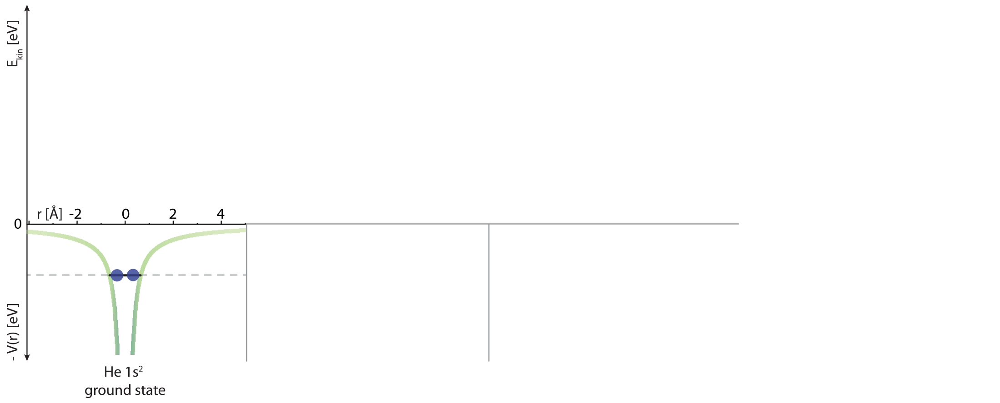 E_kin [eV]
r [Å] -2 0 2 4
0
- V(r) [eV]
He 1s²
ground state